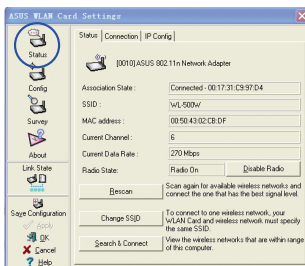 ASUS WLAN Card Settings
Status
Config
Survey
About
Link State
Save Configuration
Apply
OK
Cancel
Help
Status Connection IP Config
[0010] ASUS 802.11n Network Adapter
Association State : Connected - 00:17:31:C9:97:D4
SSID : WL-500W
MAC address : 00:50:43:02:CB:DF
Current Channel : 6
Current Data Rate : 270 Mbps
Radio State: Radio On Disable Radio
Rescan Scan again for available wireless networks and
connect the one that has the best signal level.
Change SSID To connect to one wireless network, your
WLAN Card and wireless network must specify
the same SSID.
Search & Connect View the wireless networks that are within range
of this computer.